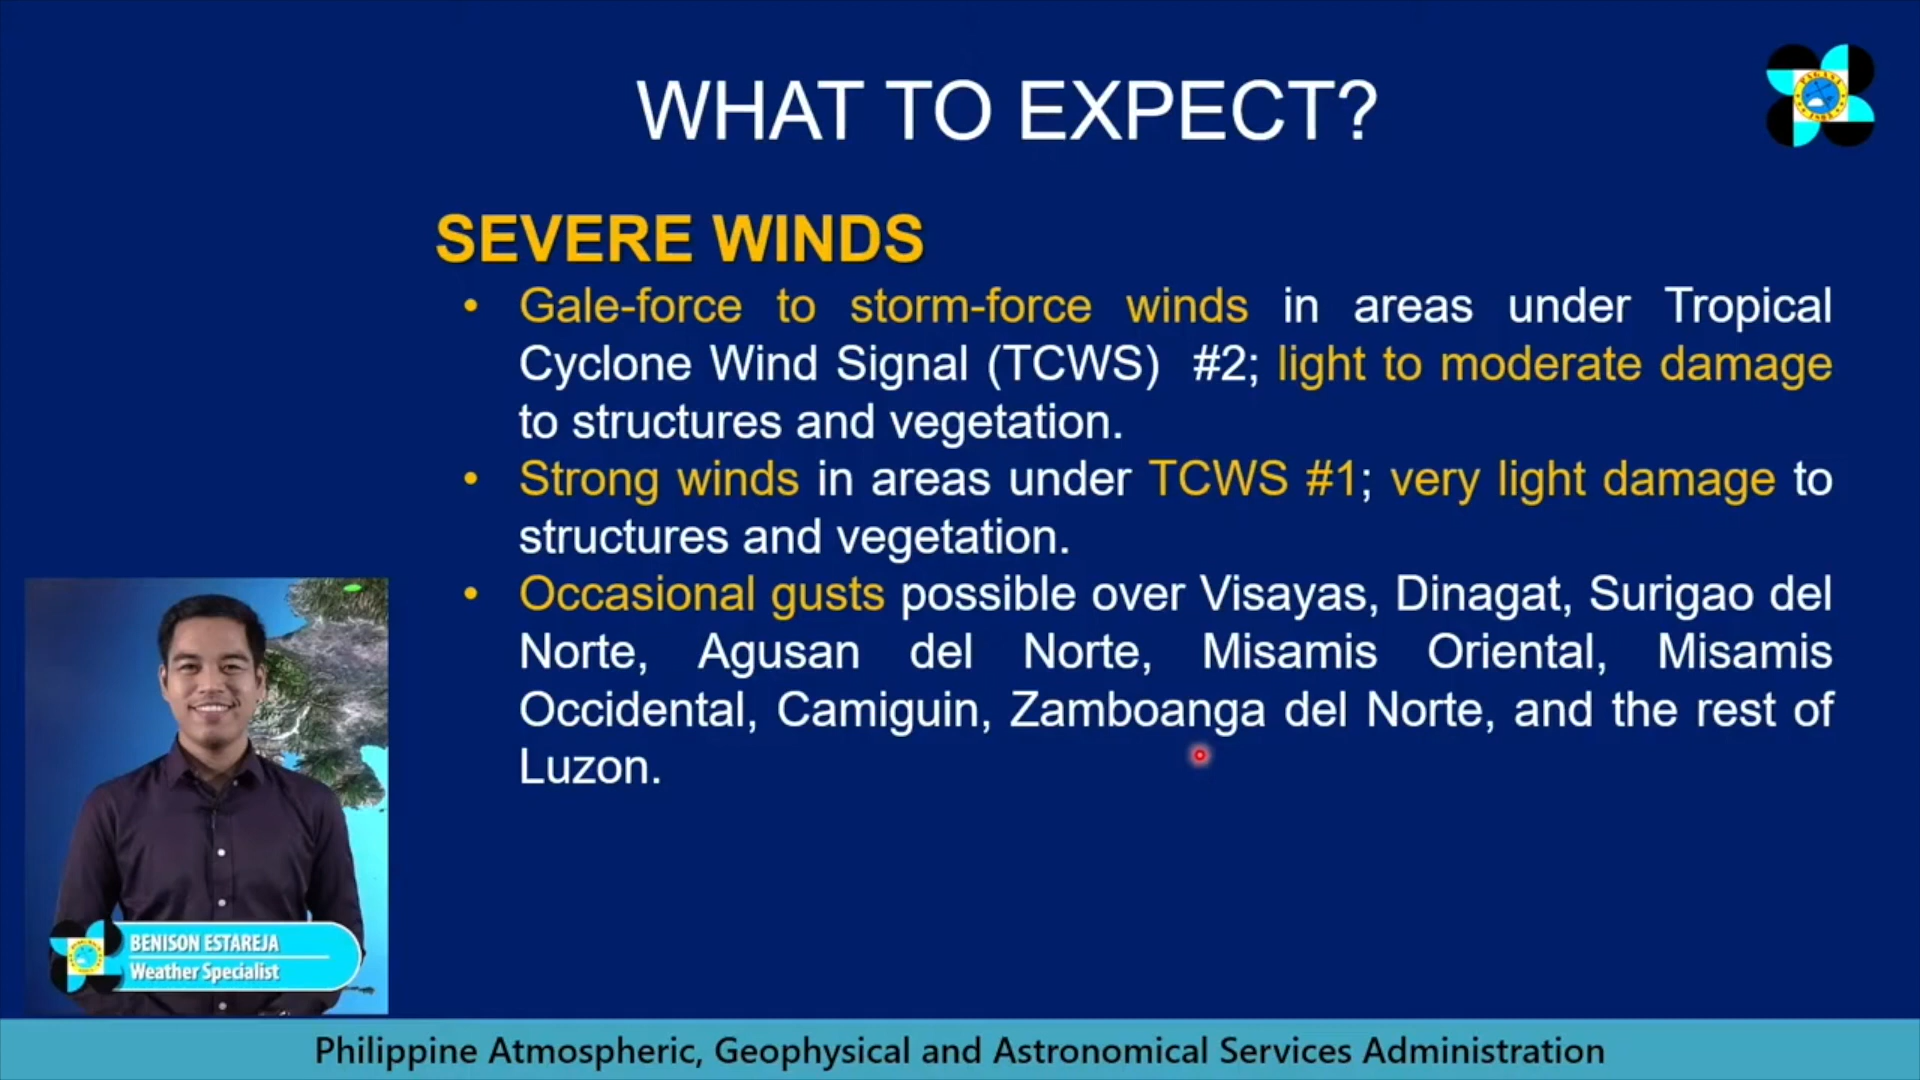 WHAT TO EXPECT?
SEVERE WINDS
• Gale-force to storm-force winds in areas under Tropical
Cyclone Wind Signal (TCWS) #2; light to moderate damage
to structures and vegetation.
• Strong winds in areas under TCWS #1; very light damage to
structures and vegetation.
• Occasional gusts possible over Visayas, Dinagat, Surigao del
Norte, Agusan del Norte, Misamis Oriental, Misamis
Occidental, Camiguin, Zamboanga del Norte, and the rest of
Luzon.
BENISON ESTAREJA
Weather Specialist
Philippine Atmospheric, Geophysical and Astronomical Services Administration